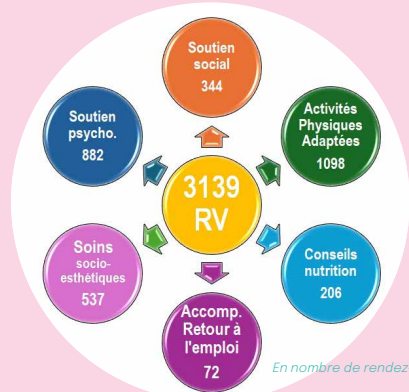 Soutien
social
344
Activités
Physiques
Adaptées
1098
Conseils
nutrition
206
Accomp.
Retour à
l'emploi
72
Soins
socio-
esthétiques
537
Soutien
psycho.
882
3139
RV
En nombre de rendez